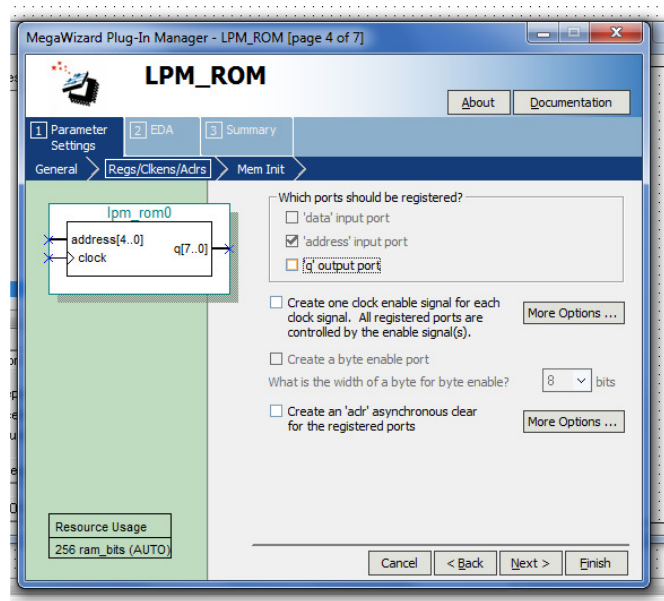 MegaWizard Plug-In Manager - LPM_ROM [page 4 of 7]
LPM_ROM
About
Documentation
1 Parameter Settings
2 EDA
3 Summary
General
Regs/Clkens/Aclrs
Mem Init
lpm_rom0
address[4..0]
q[7..0]
clock
Which ports should be registered?
'data' input port
'address' input port
'q' output port
Create one clock enable signal for each
clock signal. All registered ports are
controlled by the enable signal(s).
More Options ...
Create a byte enable port
What is the width of a byte for byte enable?
8
bits
Create an 'aclr' asynchronous clear
for the registered ports
More Options ...
Resource Usage
256 ram_bits (AUTO)
Cancel
< Back
Next >
Finish